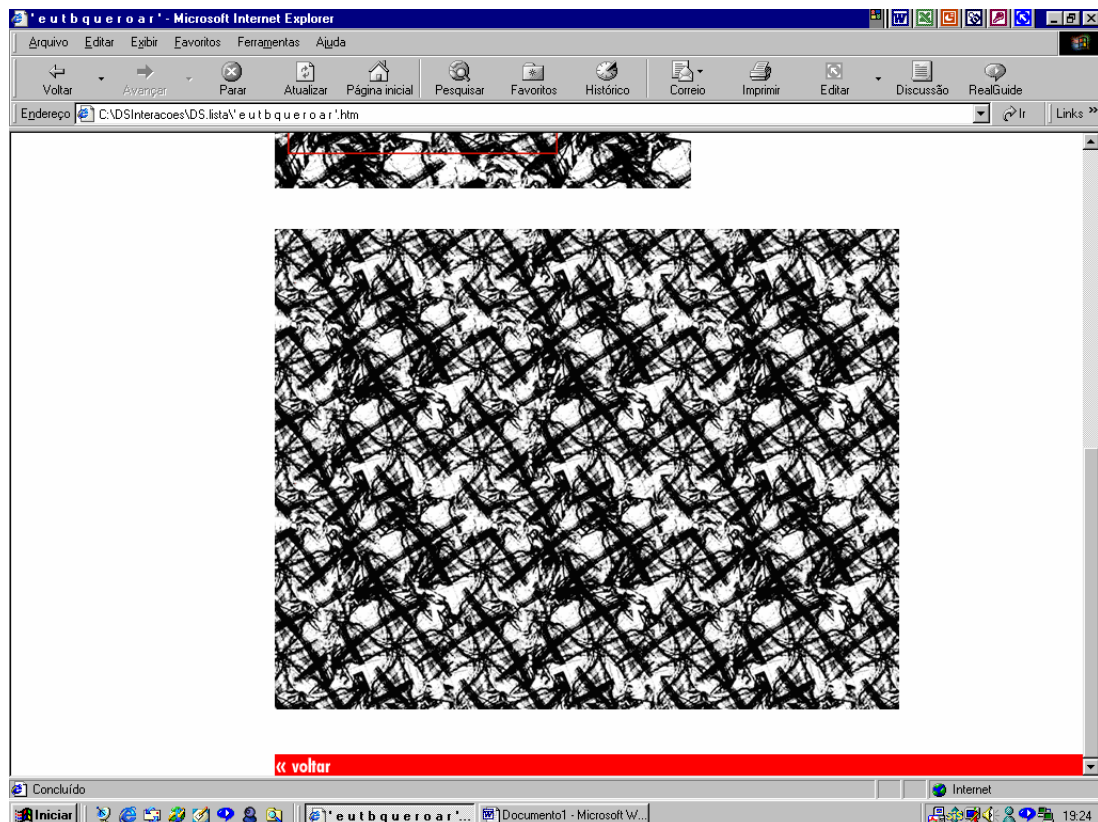 ' e u t b q u e r o a r ' - Microsoft Internet Explorer
Arquivo Editar Exibir Favoritos Ferramentas Ajuda
Voltar Avançar Parar Atualizar Página inicial Pesquisar Favoritos Histórico Correio Imprimir Editar Discussão RealGuide
Endereço C:\DSInteracoes\DS.lista\' e u t b q u e r o a r '.htm Ir Links »
« voltar
Concluído Internet
Iniciar ' e u t b q u e r o a r '... Documento1 - Microsoft W... 19:24